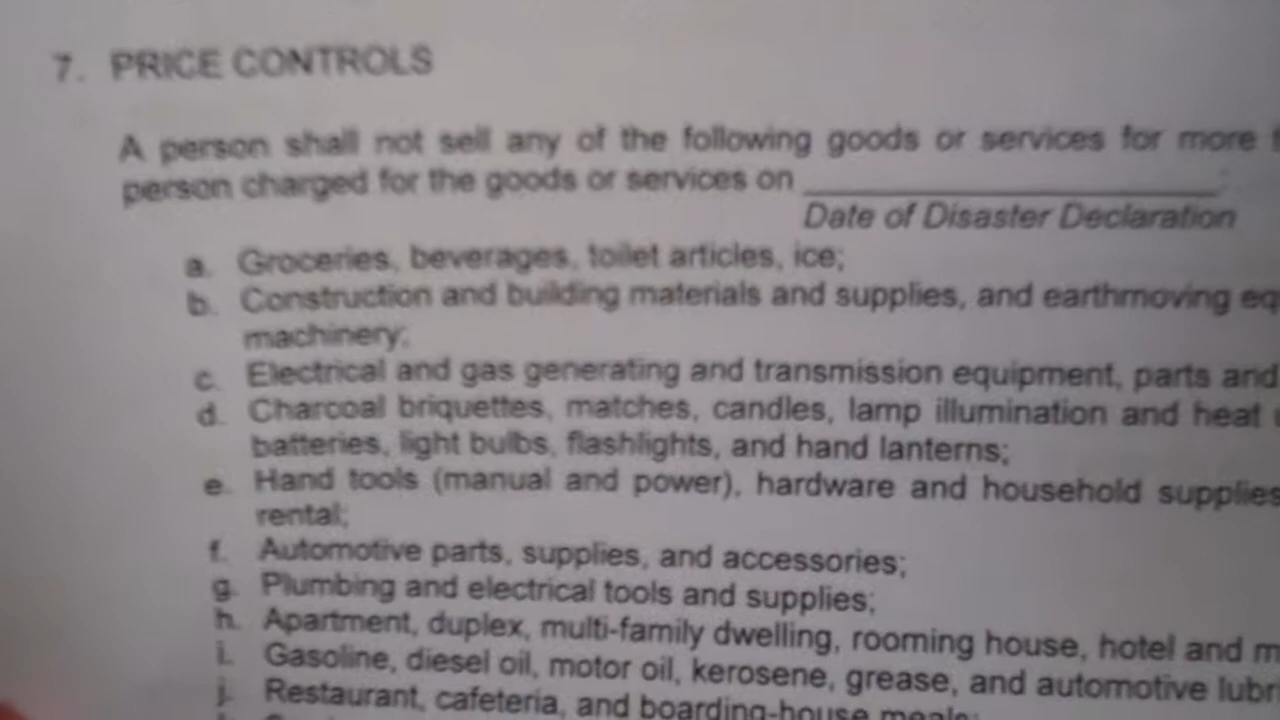 7. PRICE CONTROLS
A person shall not sell any of the following goods or services for more
person charged for the goods or services on
Date of Disaster Declaration
a. Groceries, beverages, toilet articles, ice;
b. Construction and building materials and supplies, and earthmoving eq
machinery;
c. Electrical and gas generating and transmission equipment, parts and
d. Charcoal briquettes, matches, candles, lamp illumination and heat
batteries, light bulbs, flashlights, and hand lanterns;
e. Hand tools (manual and power), hardware and household supplies
rental;
f. Automotive parts, supplies, and accessories;
g. Plumbing and electrical tools and supplies;
h. Apartment, duplex, multi-family dwelling, rooming house, hotel and m
i. Gasoline, diesel oil, motor oil, kerosene, grease, and automotive lubr
j. Restaurant, cafeteria, and boarding-house meals;